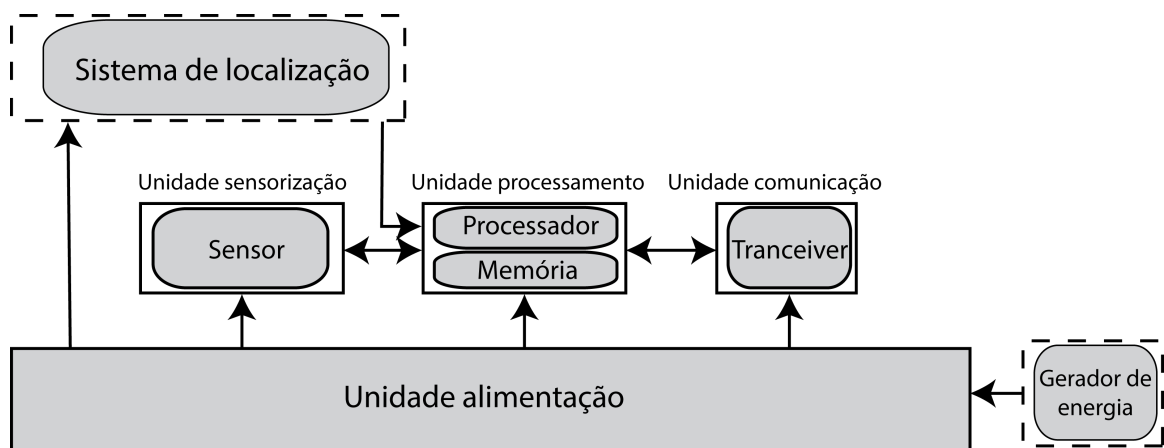 Sistema de localização
Unidade sensorização
Unidade processamento
Unidade comunicação
Sensor
Processador
Memória
Tranceiver
Unidade alimentação
Gerador de
energia